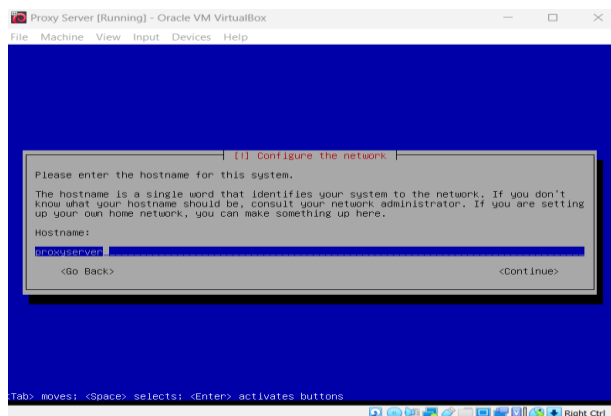 Proxy Server [Running] - Oracle VM VirtualBox
File Machine View Input Devices Help
[!] Configure the network
Please enter the hostname for this system.
The hostname is a single word that identifies your system to the network. If you don't
know what your hostname should be, consult your network administrator. If you are setting
up your own home network, you can make something up here.
Hostname:
proxyserver
<Go Back> <Continue>
<Tab> moves; <Space> selects; <Enter> activates buttons
Right Ctrl